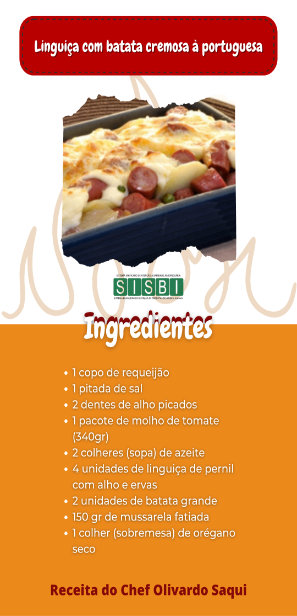 Linguiça com batata cremosa à portuguesa
SISBI
Ingredientes
1 copo de requeijão
1 pitada de sal
2 dentes de alho picados
1 pacote de molho de tomate
(340gr)
2 colheres (sopa) de azeite
4 unidades de linguiça de pernil
com alho e ervas
2 unidades de batata grande
150 gr de mussarela fatiada
1 colher (sobremesa) de orégano
seco
Receita do Chef Olivardo Saqui